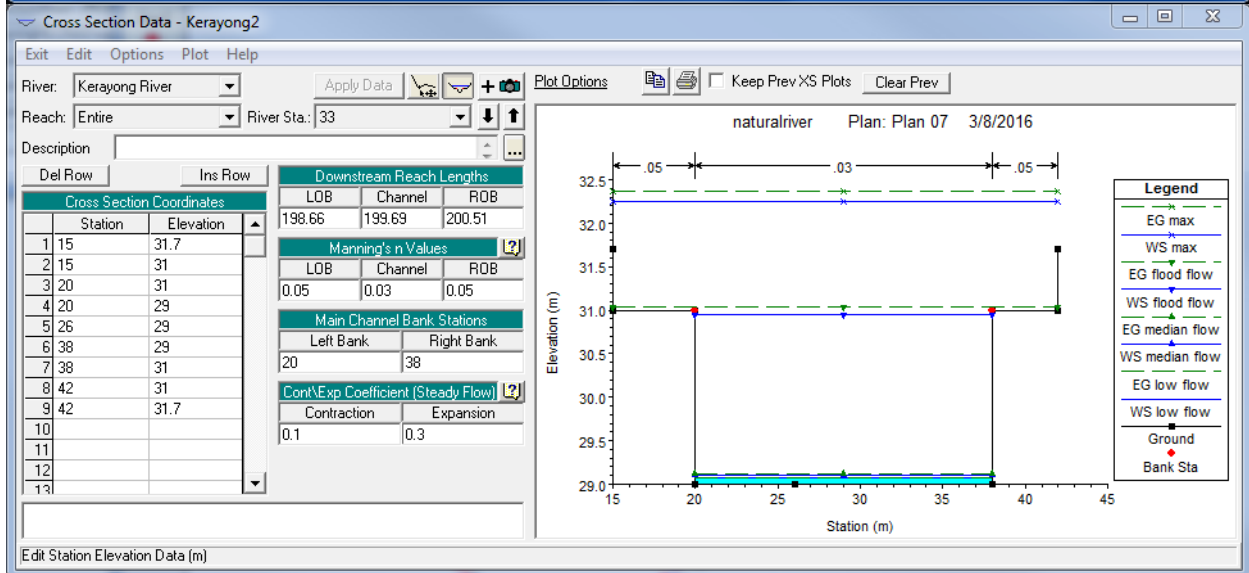 Cross Section Data - Kerayong2
Exit Edit Options Plot Help
River: Kerayong River Apply Data
Plot Options Keep Prev XS Plots Clear Prev
Reach: Entire River Sta.: 33
Description ...
Del Row Ins Row
Cross Section Coordinates
Station Elevation
1 15 31.7
2 15 31
3 20 31
4 20 29
5 26 29
6 38 29
7 38 31
8 42 31
9 42 31.7
10
11
12
13
Downstream Reach Lengths
LOB Channel ROB
198.66 199.69 200.51
Manning's n Values
LOB Channel ROB
0.05 0.03 0.05
Main Channel Bank Stations
Left Bank Right Bank
20 38
Cont\Exp Coefficient (Steady Flow)
Contraction Expansion
0.1 0.3
naturalriver Plan: Plan 07 3/8/2016
.05 .03 .05
32.5
32.0
31.5
31.0
30.5
30.0
29.5
29.0
Elevation (m)
15 20 25 30 35 40 45
Station (m)
Legend
EG max
WS max
EG flood flow
WS flood flow
EG median flow
WS median flow
EG low flow
WS low flow
Ground
Bank Sta
Edit Station Elevation Data (m)